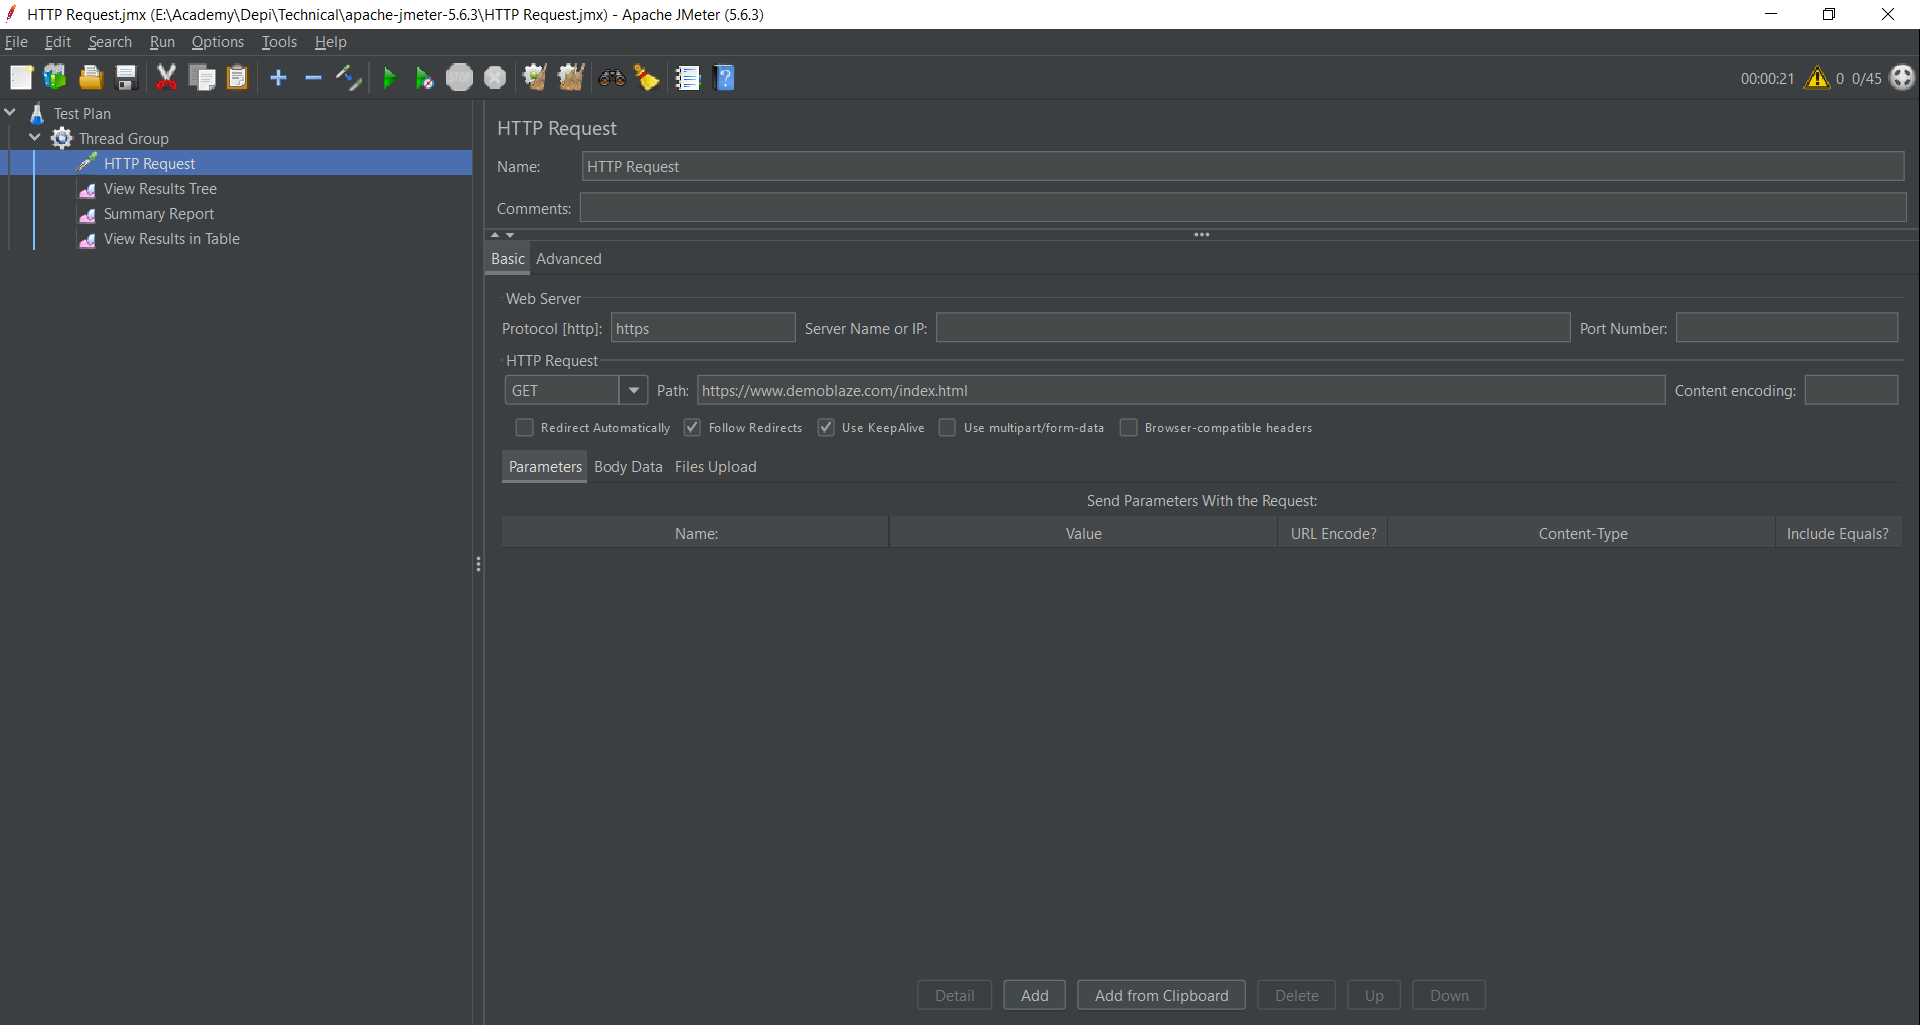 HTTP Request.jmx (E:\Academy\Depi\Technical\apache-jmeter-5.6.3\HTTP Request.jmx) - Apache JMeter (5.6.3)
File Edit Search Run Options Tools Help
STOP
00:00:21 0 0/45
Test Plan
Thread Group
HTTP Request
View Results Tree
Summary Report
View Results in Table
HTTP Request
Name: HTTP Request
Comments:
Basic Advanced
Web Server
Protocol [http]: https Server Name or IP: Port Number:
HTTP Request
GET Path: https://www.demoblaze.com/index.html Content encoding:
Redirect Automatically Follow Redirects Use KeepAlive Use multipart/form-data Browser-compatible headers
Parameters Body Data Files Upload
Send Parameters With the Request:
Name: Value URL Encode? Content-Type Include Equals?
Detail Add Add from Clipboard Delete Up Down